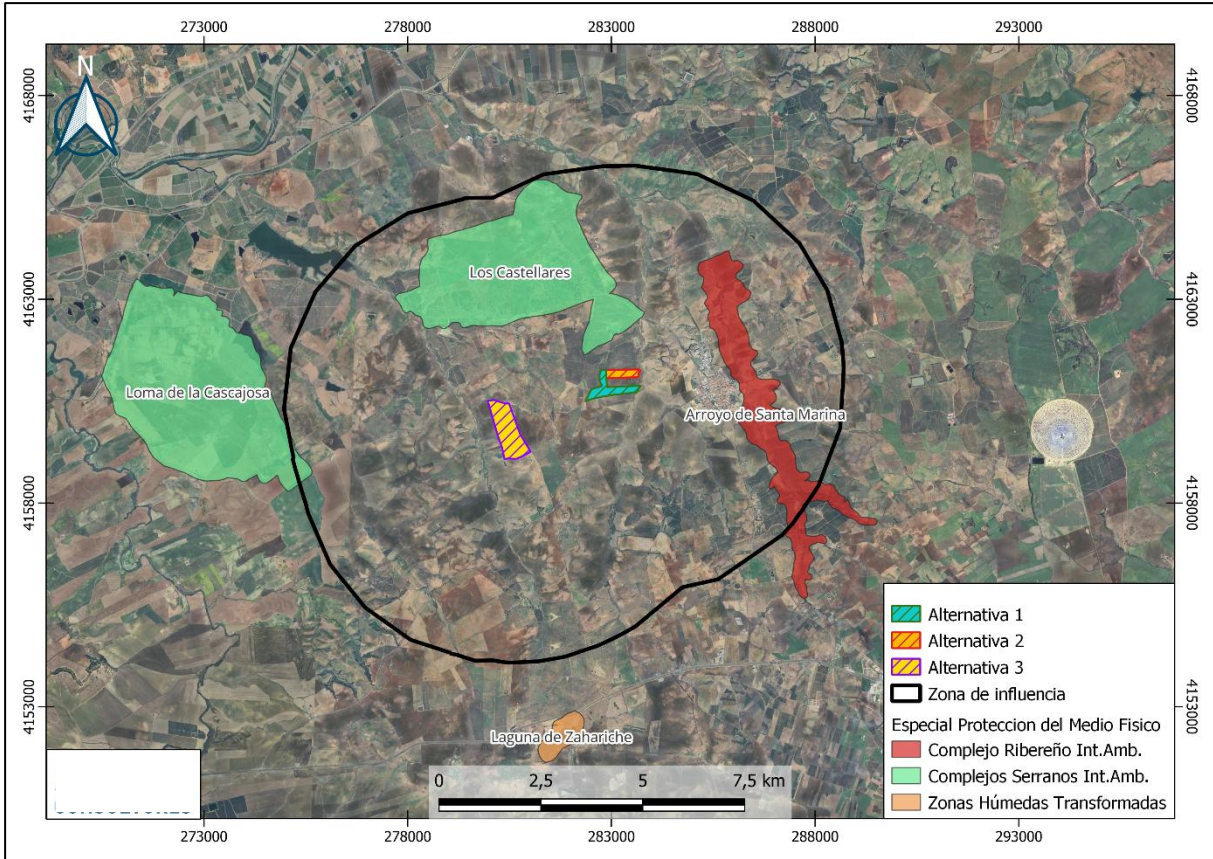 273000 278000 283000 288000 293000
N
4168000 4168000
4163000 4163000
4158000 4158000
4153000 4153000
Los Castellares
Loma de la Cascajosa
Arroyo de Santa Marina
Laguna de Zahariche
Alternativa 1
Alternativa 2
Alternativa 3
Zona de influencia
Especial Proteccion del Medio Fisico
Complejo Ribereño Int.Amb.
Complejos Serranos Int.Amb.
Zonas Húmedas Transformadas
0 2,5 5 7,5 km
273000 278000 283000 288000 293000